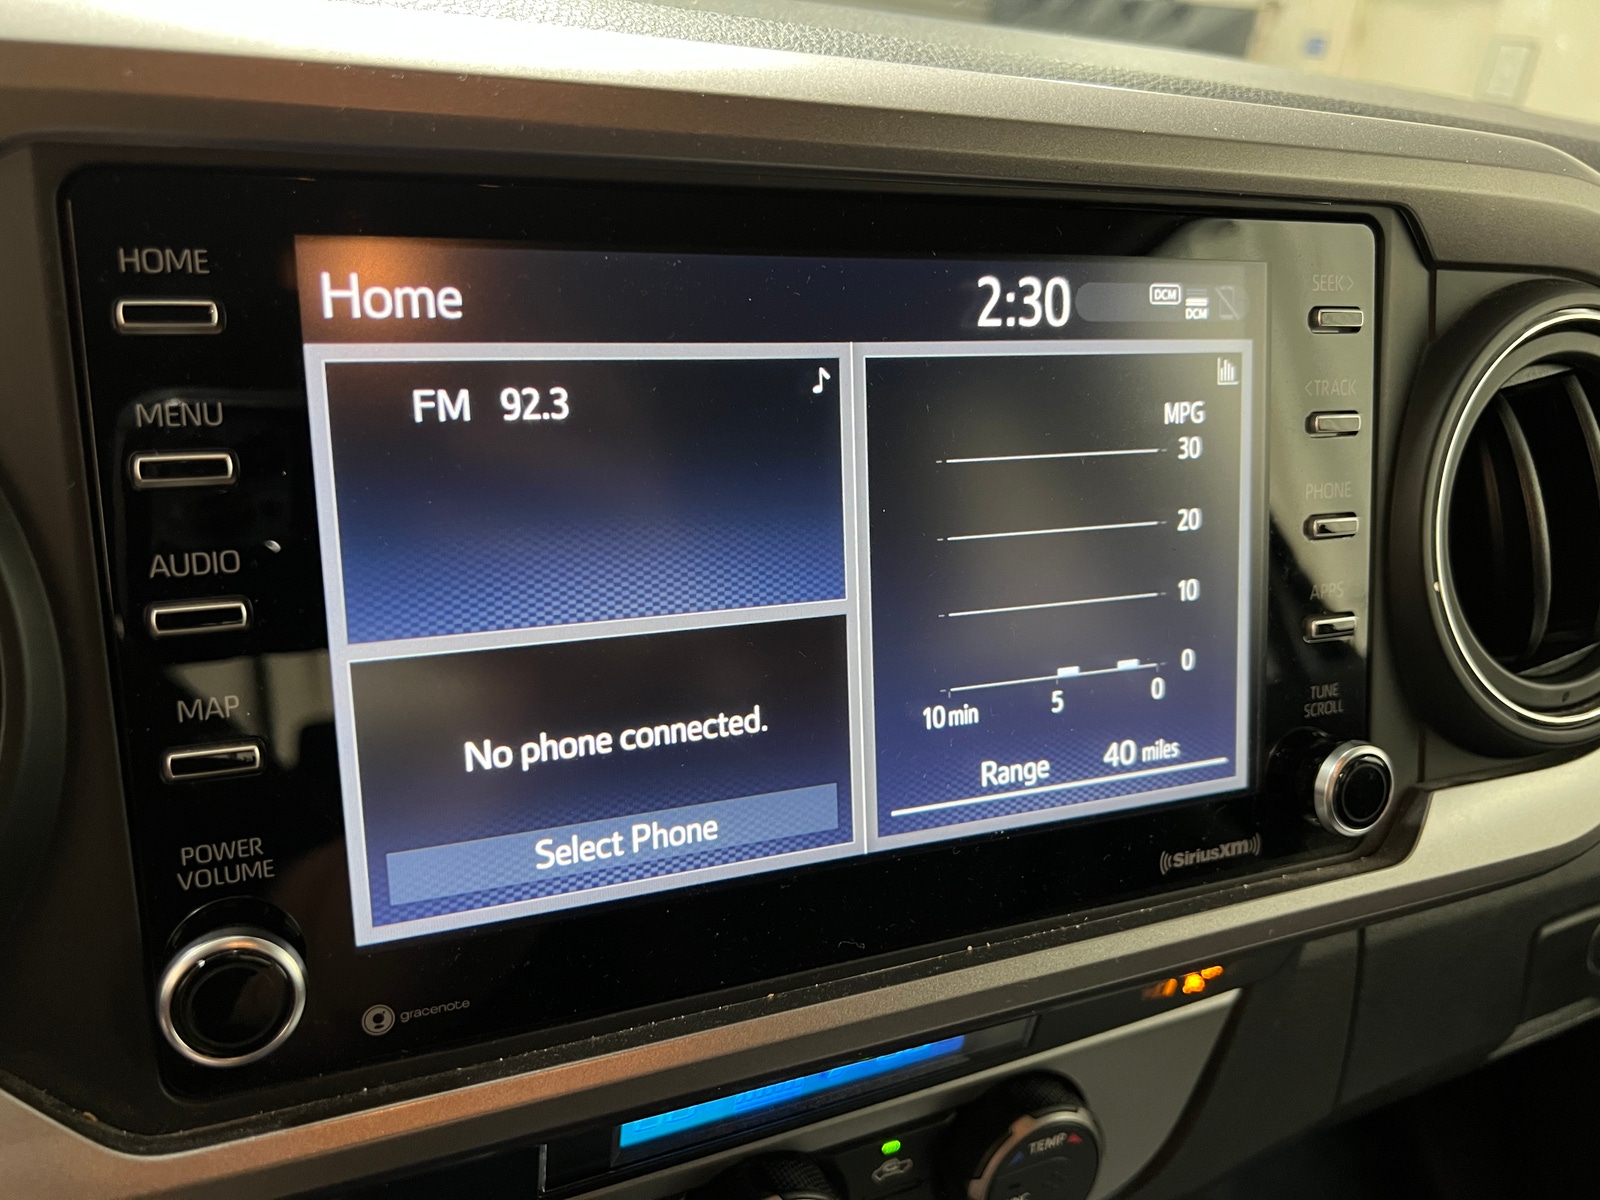 HOME
MENU
AUDIO
MAP
POWER
VOLUME
Home
2:30
DCM
DCM
FM 92.3
No phone connected.
Select Phone
MPG
30
20
10
0
10 min 5 0
Range 40 miles
SEEK>
<TRACK
PHONE
APPS
TUNE
SCROLL
gracenote
((SiriusXM))
TEMP